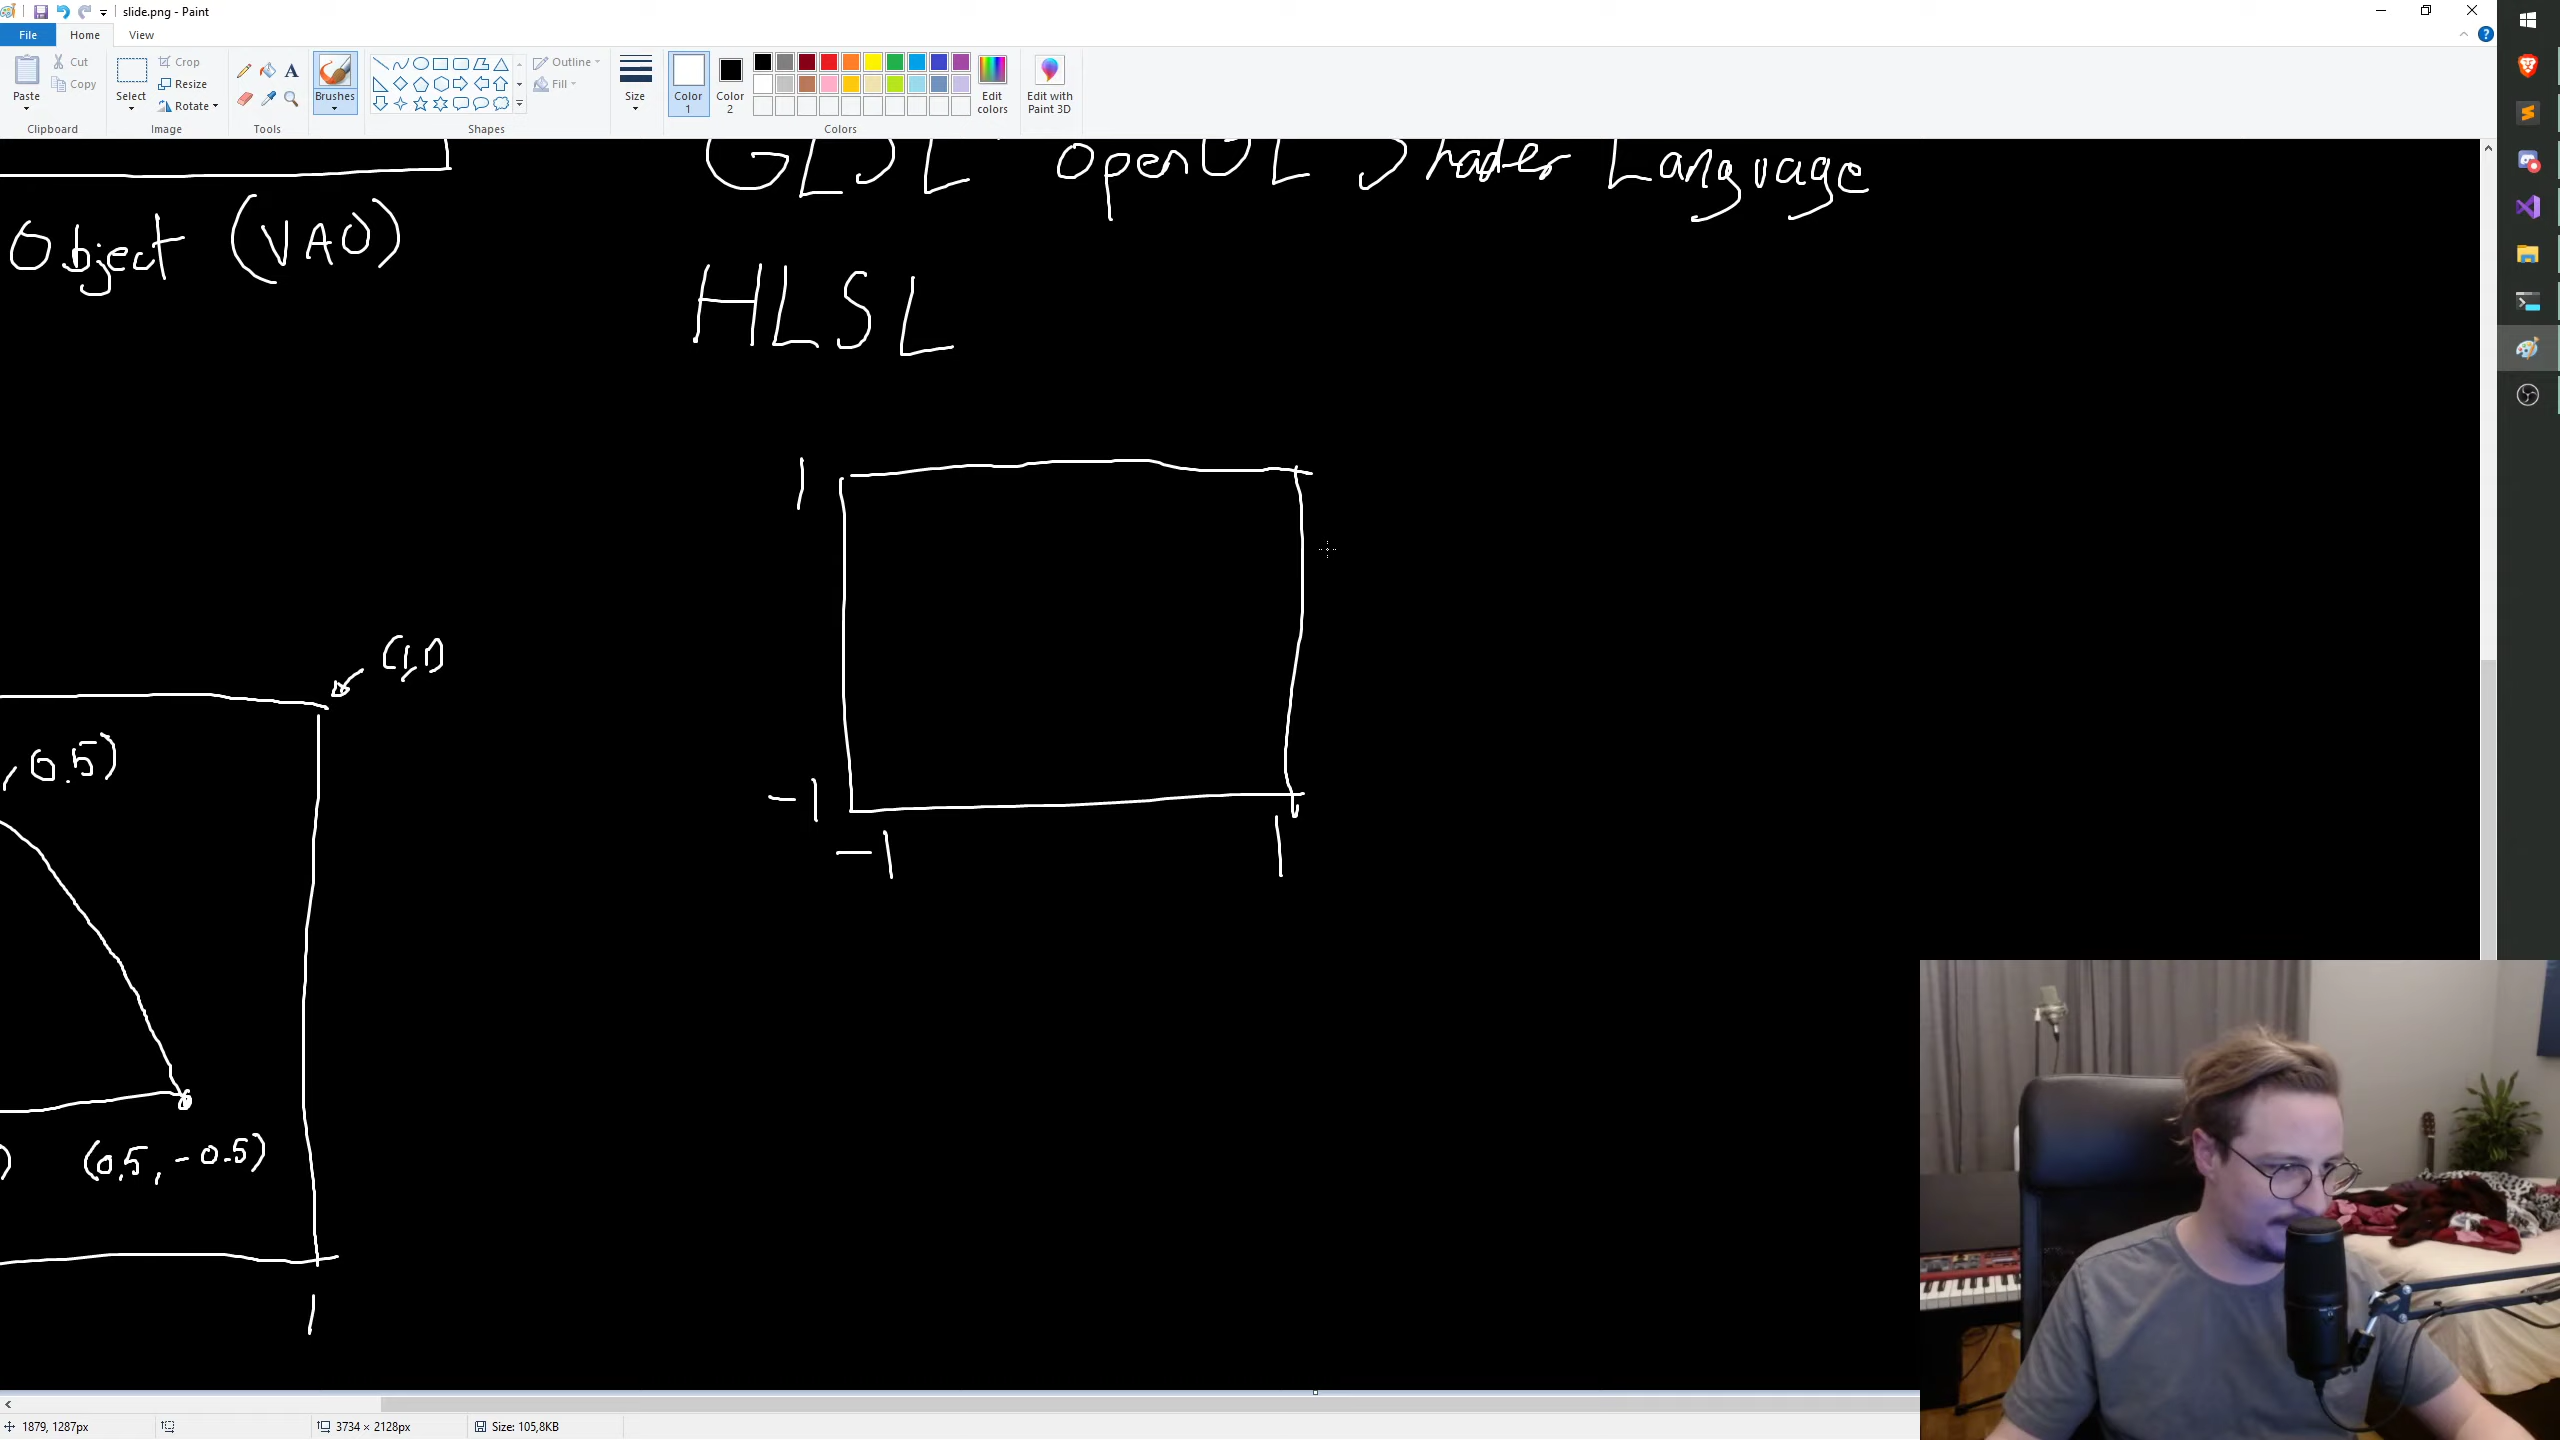 slide.png - Paint
File Home View
Paste Cut Copy Clipboard
Select Crop Resize Rotate Image
Tools
Brushes
Shapes Outline Fill
Size
Color 1 Color 2 Edit colors Colors
Edit with Paint 3D
GLSL OpenGL Shader Language
Object (VAO)
HLSL
1
-1
-1 1
(1,1)
, 0.5)
) (0.5, -0.5)
1
1879, 1287px 3734 × 2128px Size: 105,8KB